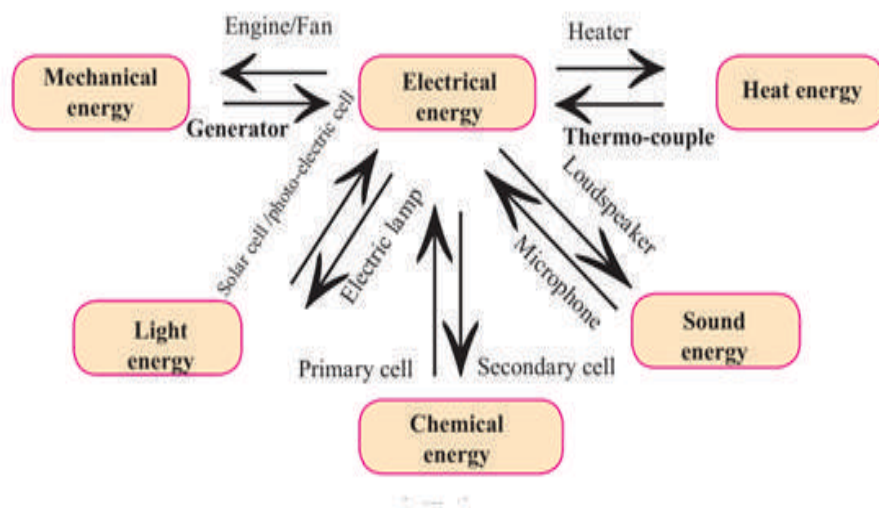 Engine/Fan
Heater
Mechanical
energy
Electrical
energy
Heat energy
Generator
Thermo-couple
Solar cell /photo-electric cell
Electric lamp
Loudspeaker
Microphone
Light
energy
Sound
energy
Primary cell
Secondary cell
Chemical
energy